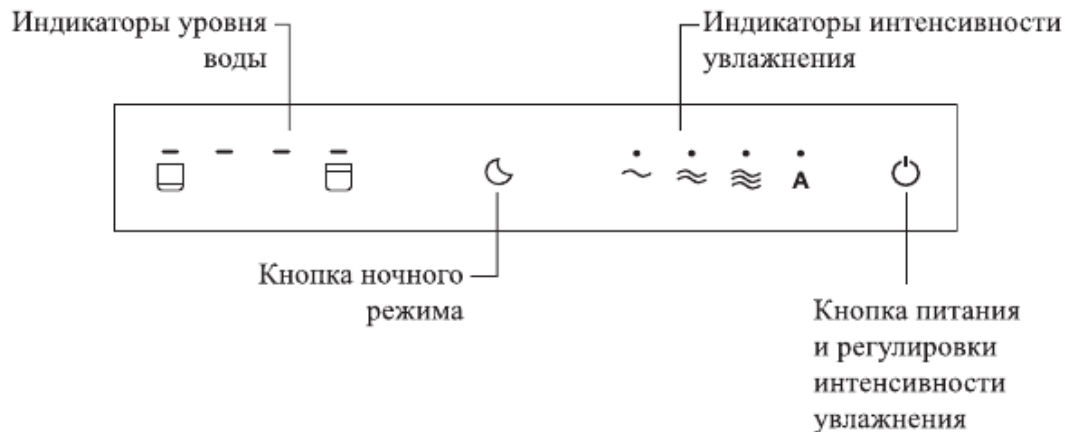 Индикаторы уровня
воды
Индикаторы интенсивности
увлажнения
A
Кнопка ночного
режима
Кнопка питания
и регулировки
интенсивности
увлажнения